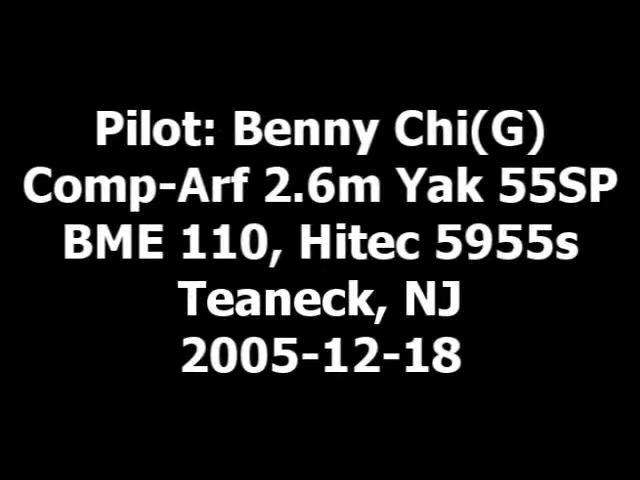 Pilot: Benny Chi(G)
Comp-Arf 2.6m Yak 55SP
BME 110, Hitec 5955s
Teaneck, NJ
2005-12-18